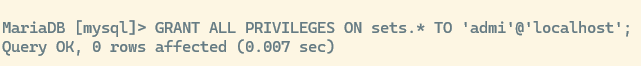 MariaDB [mysql]> GRANT ALL PRIVILEGES ON sets.* TO 'admi'@'localhost';
Query OK, 0 rows affected (0.007 sec)